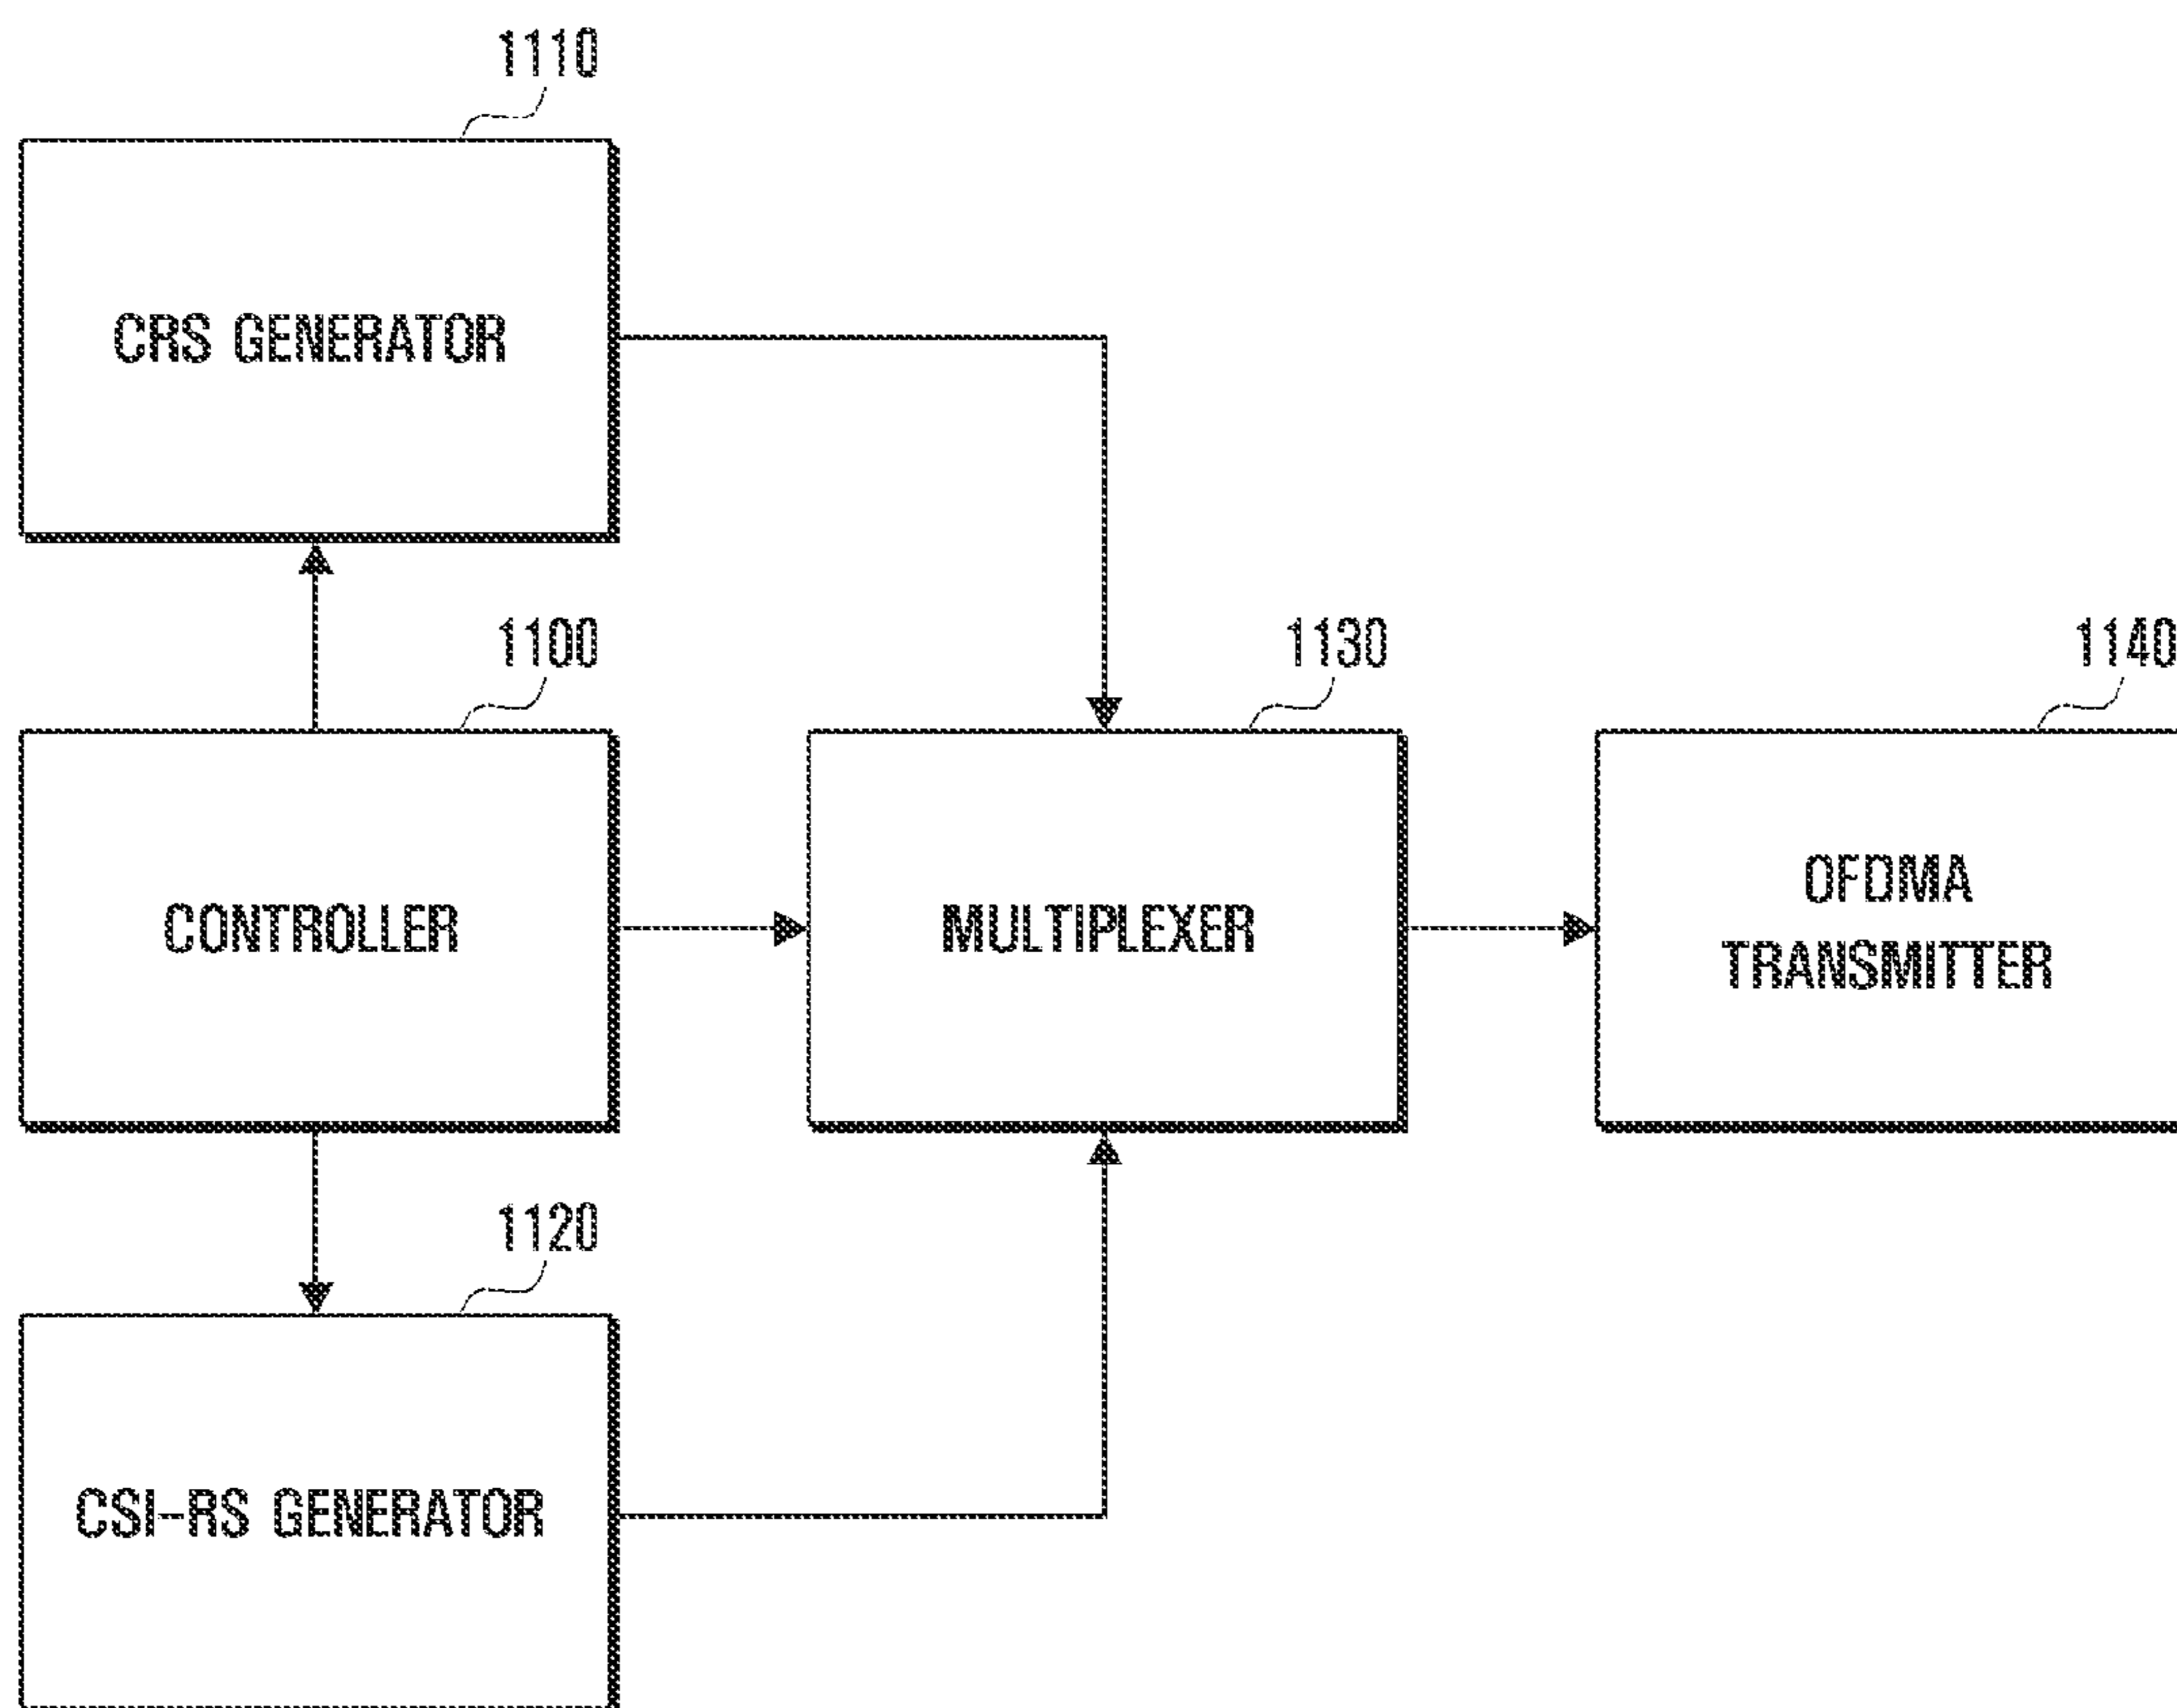 1110
CRS GENERATOR
1100
1130
1140
CONTROLLER
MULTIPLEXER
OFDMA
TRANSMITTER
1120
CSI-RS GENERATOR